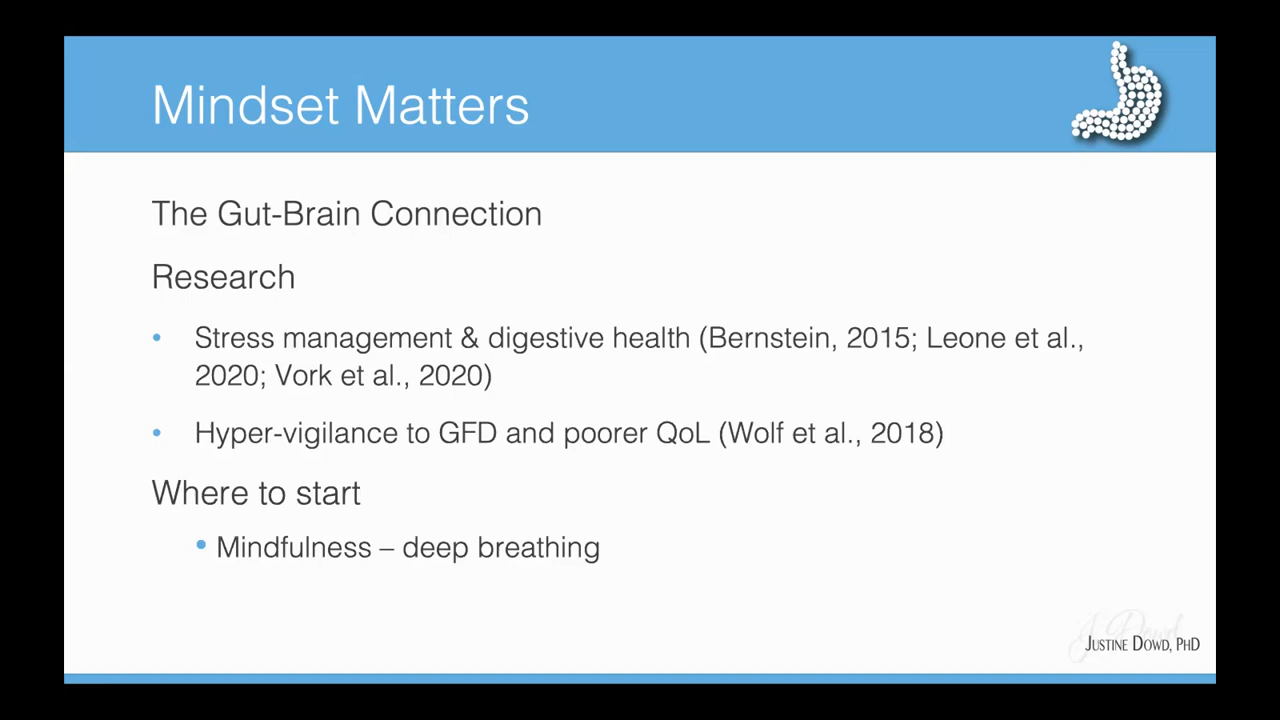 Mindset Matters
The Gut-Brain Connection
Research
• Stress management & digestive health (Bernstein, 2015; Leone et al.,
2020; Vork et al., 2020)
• Hyper-vigilance to GFD and poorer QoL (Wolf et al., 2018)
Where to start
• Mindfulness – deep breathing
J Dowd
JUSTINE DOWD, PHD